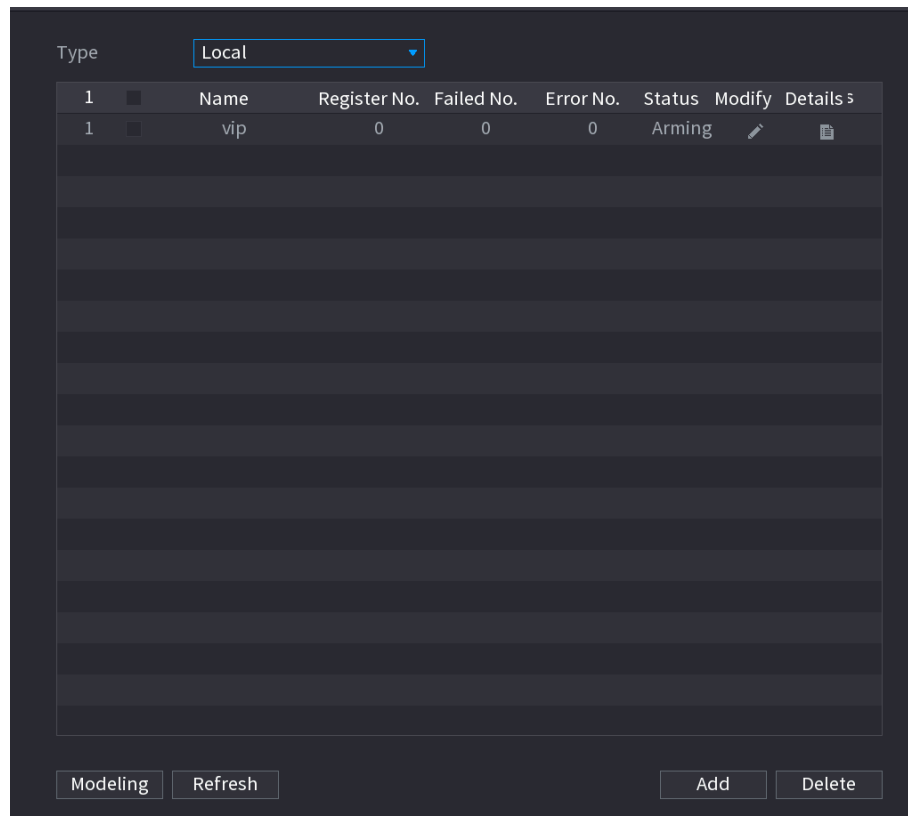 Type Local
1 Name Register No. Failed No. Error No. Status Modify Details s
1 vip 0 0 0 Arming
Modeling Refresh Add Delete